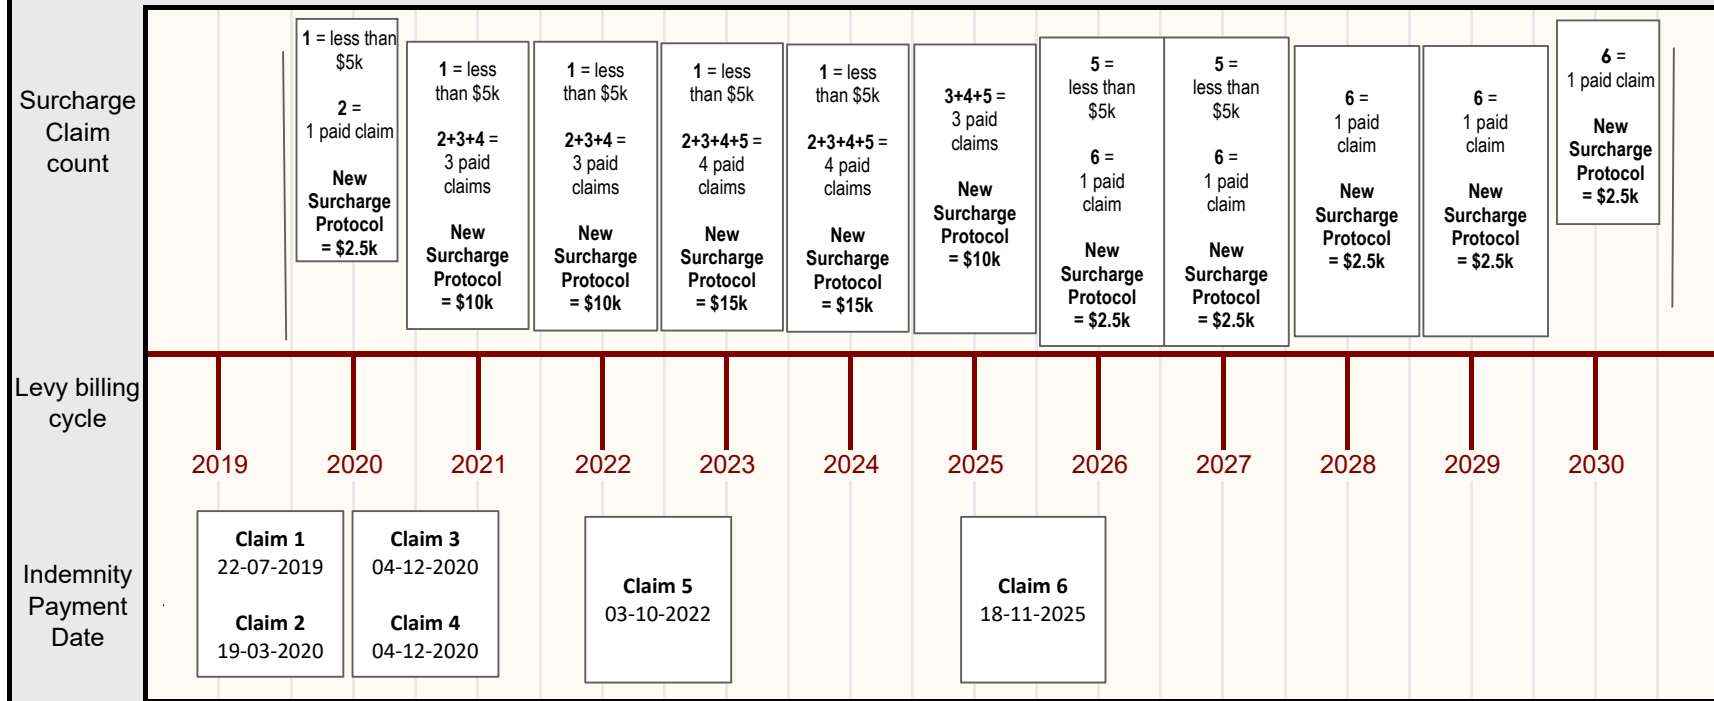 Surcharge
Claim
count
1 = less than
$5k
2 =
1 paid claim
New
Surcharge
Protocol
= $2.5k
1 = less
than $5k
2+3+4 =
3 paid
claims
New
Surcharge
Protocol
= $10k
1 = less
than $5k
2+3+4 =
3 paid
claims
New
Surcharge
Protocol
= $10k
1 = less
than $5k
2+3+4+5 =
4 paid
claims
New
Surcharge
Protocol
= $15k
1 = less
than $5k
2+3+4+5 =
4 paid
claims
New
Surcharge
Protocol
= $15k
3+4+5 =
3 paid
claims
New
Surcharge
Protocol
= $10k
5 =
less than
$5k
6 =
1 paid
claim
New
Surcharge
Protocol
= $2.5k
5 =
less than
$5k
6 =
1 paid
claim
New
Surcharge
Protocol
= $2.5k
6 =
1 paid
claim
New
Surcharge
Protocol
= $2.5k
6 =
1 paid
claim
New
Surcharge
Protocol
= $2.5k
6 =
1 paid claim
New
Surcharge
Protocol
= $2.5k
Levy billing
cycle
2019
2020
2021
2022
2023
2024
2025
2026
2027
2028
2029
2030
Indemnity
Payment
Date
Claim 1
22-07-2019
Claim 2
19-03-2020
Claim 3
04-12-2020
Claim 4
04-12-2020
Claim 5
03-10-2022
Claim 6
18-11-2025